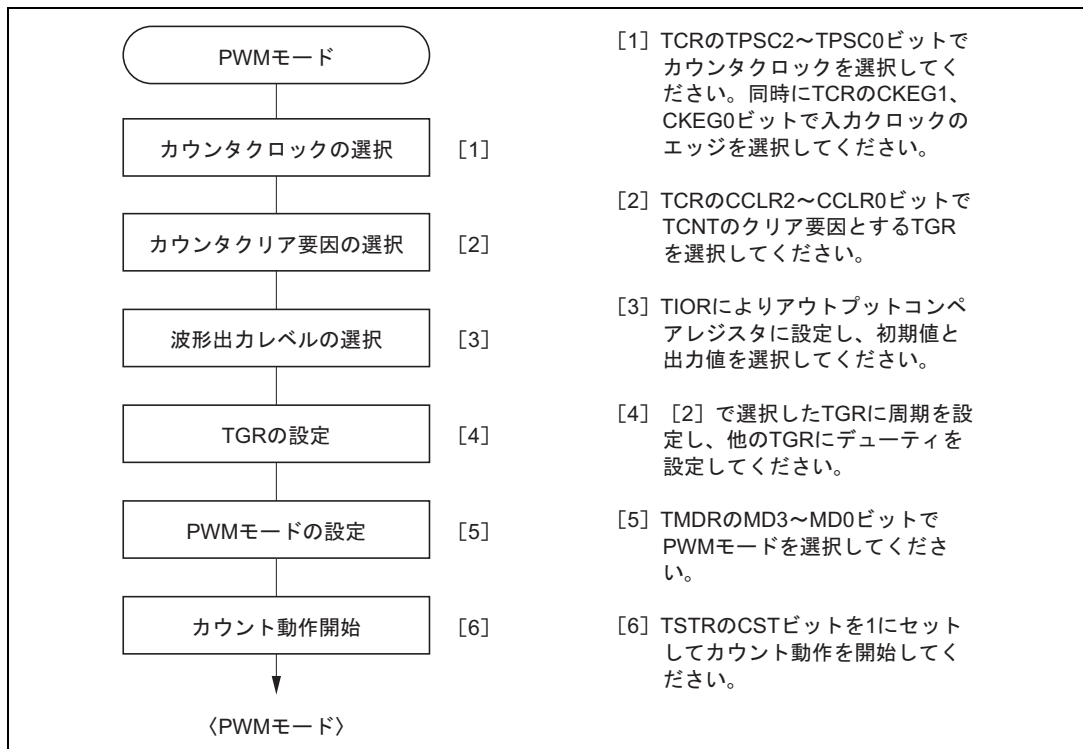 PWMモード
カウンタクロックの選択 [1]
カウンタクリア要因の選択 [2]
波形出力レベルの選択 [3]
TGRの設定 [4]
PWMモードの設定 [5]
カウント動作開始 [6]
〈PWMモード〉
[1] TCRのTPSC2～TPSC0ビットで
カウンタクロックを選択してく
ださい。同時にTCRのCKEG1、
CKEG0ビットで入力クロックの
エッジを選択してください。
[2] TCRのCCLR2～CCLR0ビットで
TCNTのクリア要因とするTGR
を選択してください。
[3] TIORによりアウトプットコンペ
アレジスタに設定し、初期値と
出力値を選択してください。
[4] [2]で選択したTGRに周期を設
定し、他のTGRにデューティを
設定してください。
[5] TMDRのMD3～MD0ビットで
PWMモードを選択してくださ
い。
[6] TSTRのCSTビットを1にセット
してカウント動作を開始してく
ださい。